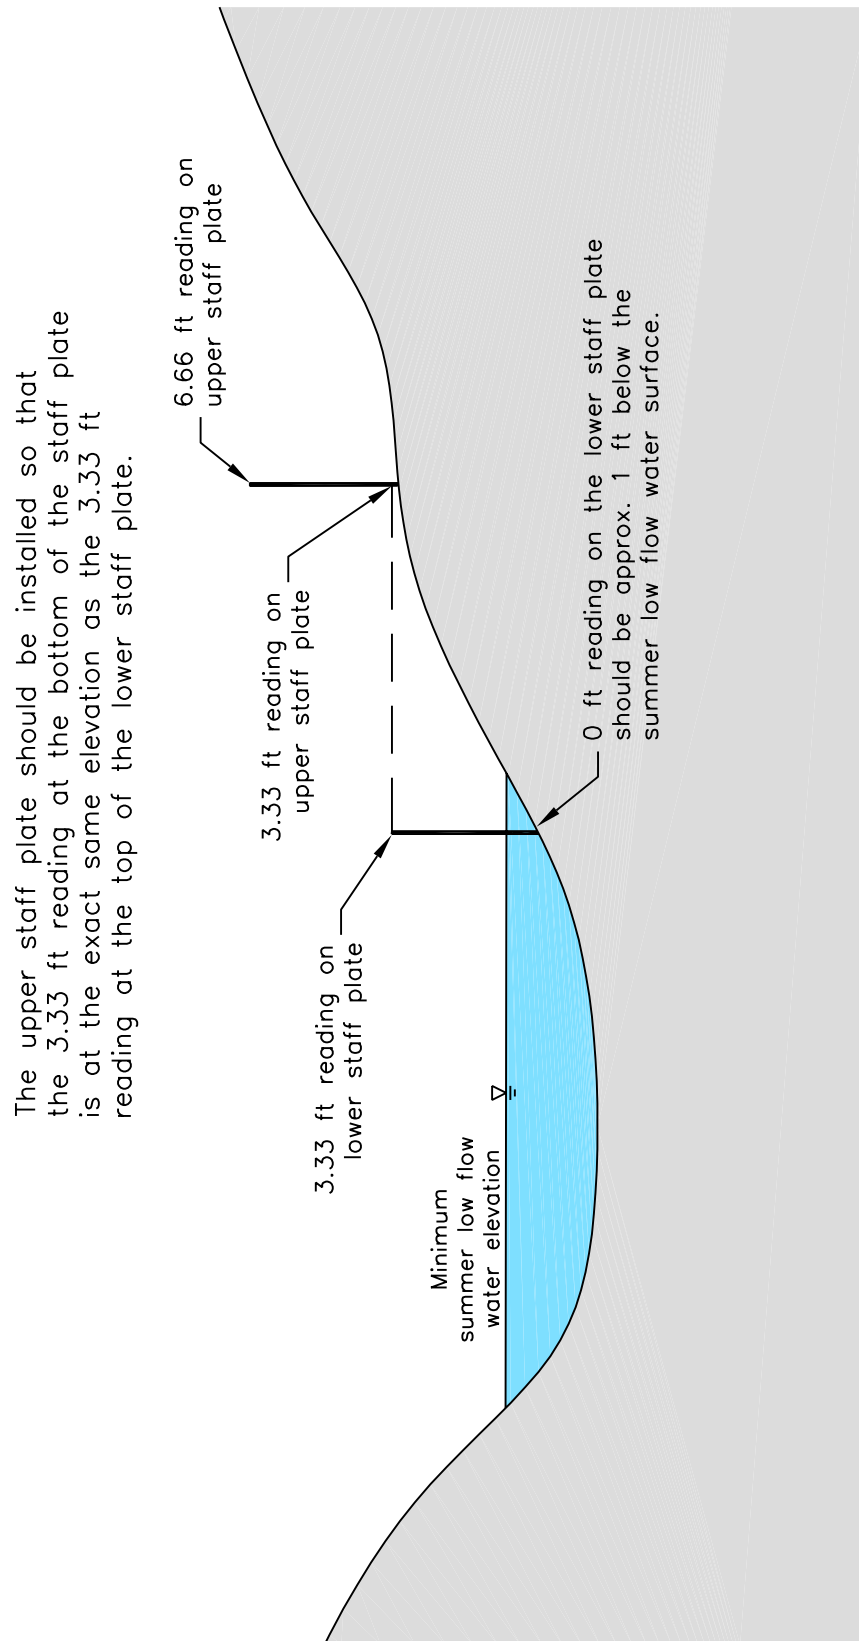 The upper staff plate should be installed so that
the 3.33 ft reading at the bottom of the staff plate
is at the exact same elevation as the 3.33 ft
reading at the top of the lower staff plate.
6.66 ft reading on
upper staff plate
3.33 ft reading on
upper staff plate
3.33 ft reading on
lower staff plate
Minimum
summer low flow
water elevation
0 ft reading on the lower staff plate
should be approx. 1 ft below the
summer low flow water surface.